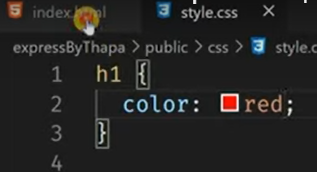 index.html style.css
expressByThapa > public > css > style.c
1 h1 {
2 color: red;
3 }
4